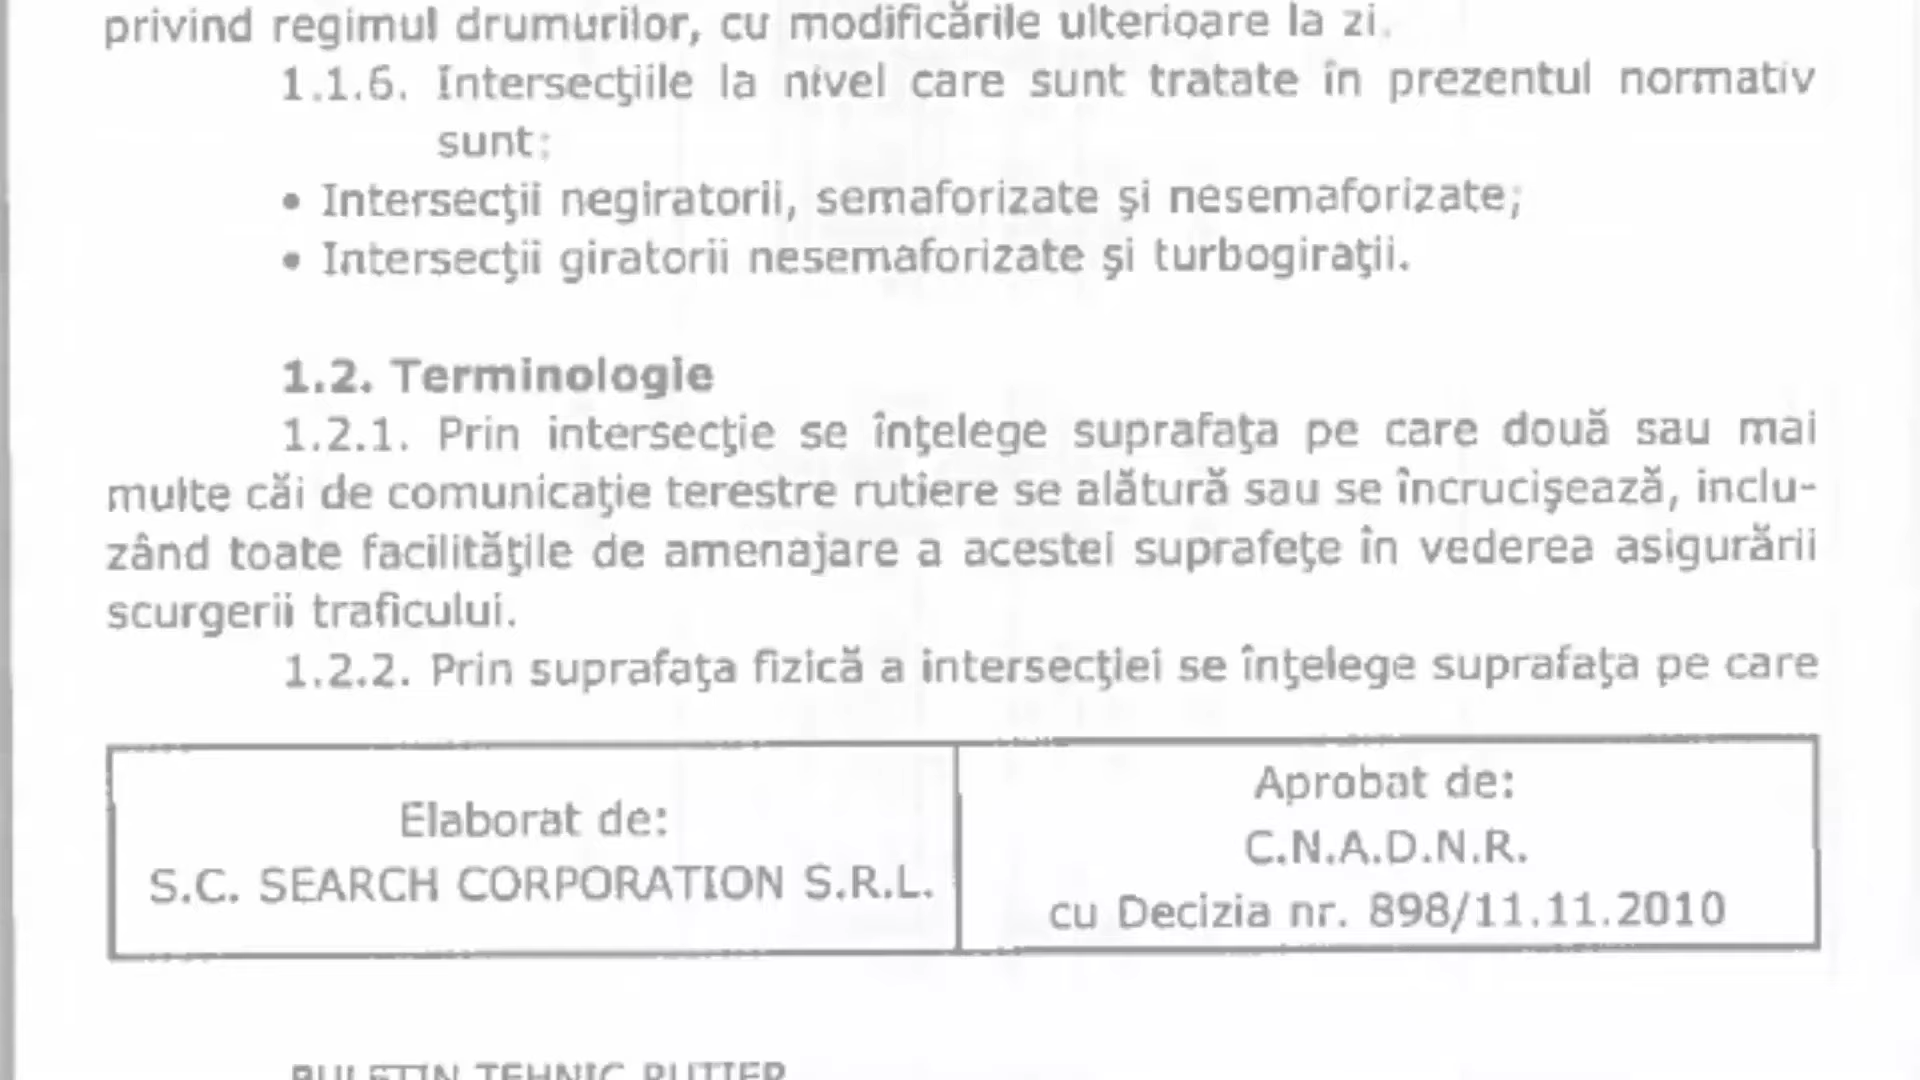 privind regimul drumurilor, cu modificările ulterioare la zi.
1.1.6. Intersecţiile la nivel care sunt tratate în prezentul normativ
sunt:
• Intersecţii negiratorii, semaforizate şi nesemaforizate;
• Intersecţii giratorii nesemaforizate şi turbogiraţii.
1.2. Terminologie
1.2.1. Prin intersecţie se înţelege suprafaţa pe care două sau mai
multe căi de comunicaţie terestre rutiere se alătură sau se încrucişează, inclu-
zând toate facilităţile de amenajare a acestei suprafeţe în vederea asigurării
scurgerii traficului.
1.2.2. Prin suprafaţa fizică a intersecţiei se înţelege suprafaţa pe care
Elaborat de:
S.C. SEARCH CORPORATION S.R.L.
Aprobat de:
C.N.A.D.N.R.
cu Decizia nr. 898/11.11.2010
BULETIN TEHNIC RUTIER